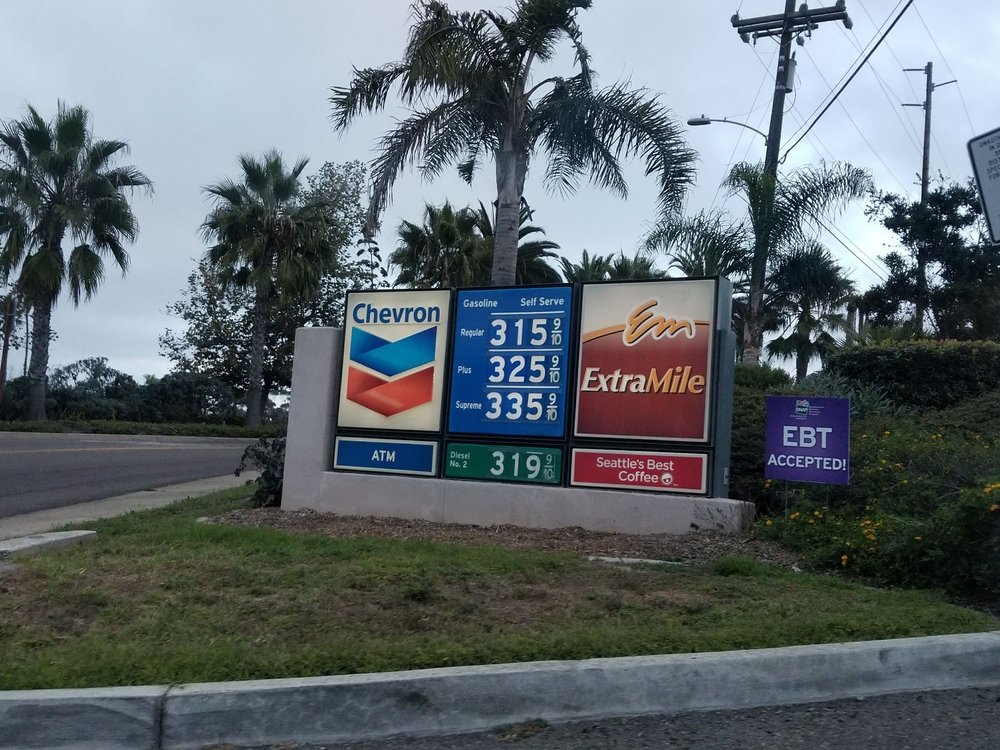 Chevron
Gasoline Self Serve
Regular 315 9/10
Plus 325 9/10
Supreme 335 9/10
Em
ExtraMile
ATM
Diesel
No. 2 319 9/10
Seattle's Best
Coffee
EBT
ACCEPTED!